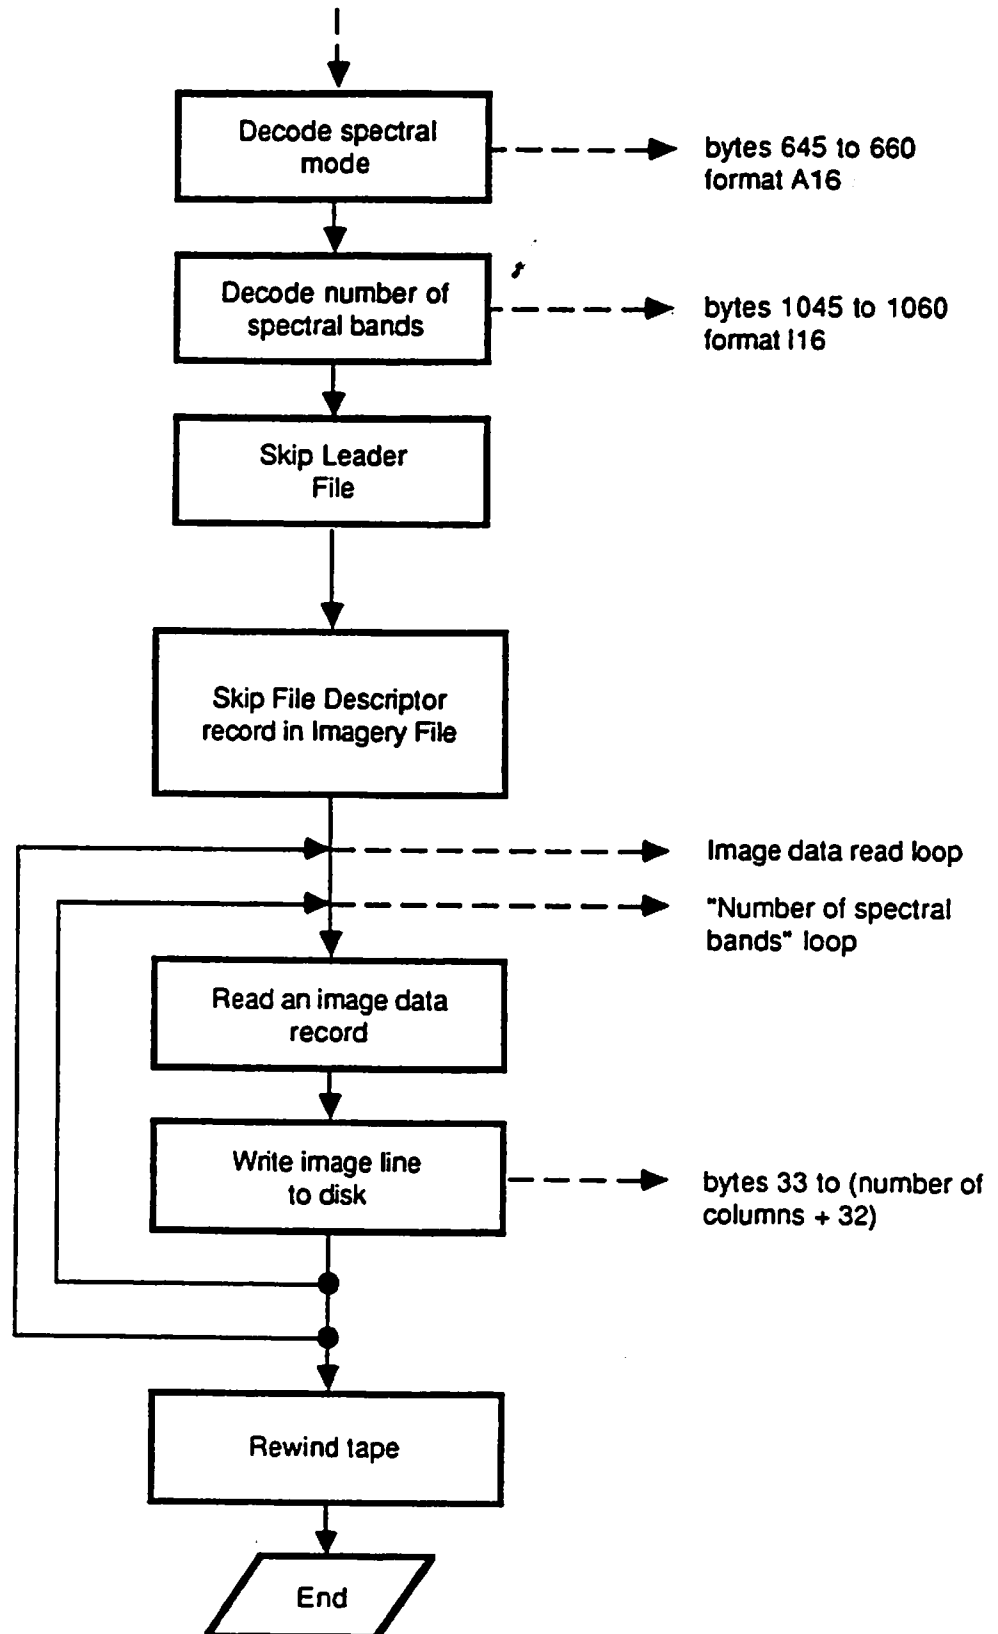 Decode spectral
mode
bytes 645 to 660
format A16
Decode number of
spectral bands
bytes 1045 to 1060
format I16
Skip Leader
File
Skip File Descriptor
record in Imagery File
Image data read loop
"Number of spectral
bands" loop
Read an image data
record
Write image line
to disk
bytes 33 to (number of
columns + 32)
Rewind tape
End